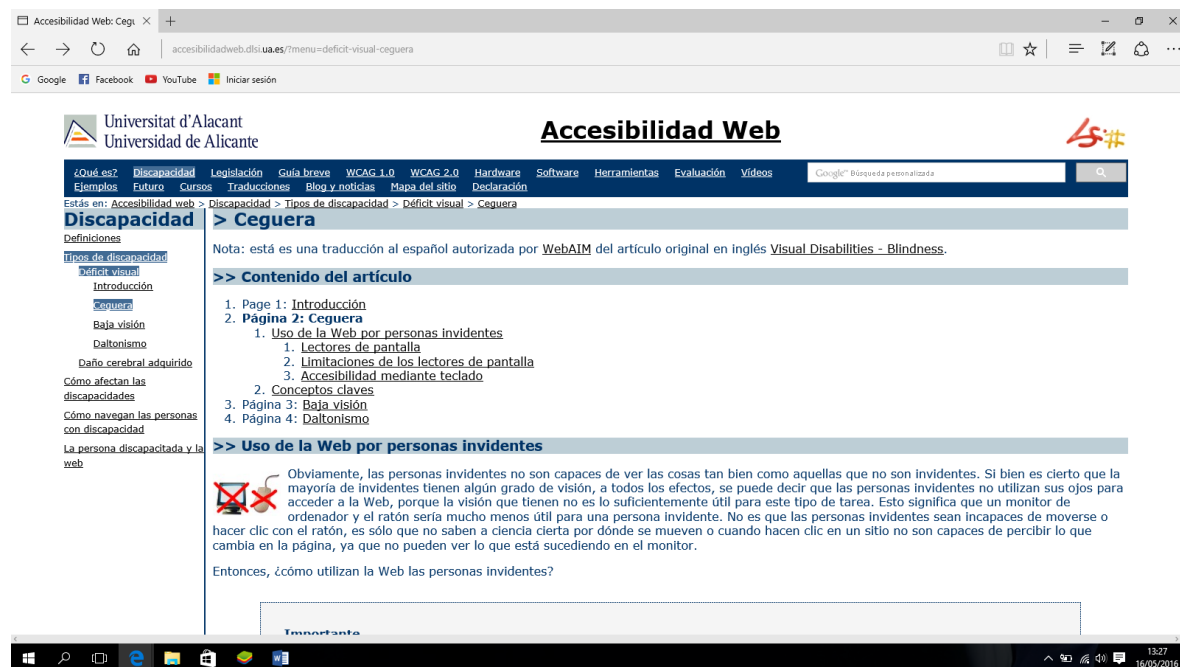 Accesibilidad Web: Cegu
accesibilidadweb.dlsi.ua.es/?menu=deficit-visual-ceguera
Google Facebook YouTube Iniciar sesión
Universitat d'Alacant
Universidad de Alicante
Accesibilidad Web
¿Qué es? Discapacidad Legislación Guía breve WCAG 1.0 WCAG 2.0 Hardware Software Herramientas Evaluación Vídeos
Google™ Búsqueda personalizada
Ejemplos Futuro Cursos Traducciones Blog y noticias Mapa del sitio Declaración
Estás en: Accesibilidad web > Discapacidad > Tipos de discapacidad > Déficit visual > Ceguera
Discapacidad
Definiciones
Tipos de discapacidad
Déficit visual
Introducción
Ceguera
Baja visión
Daltonismo
Daño cerebral adquirido
Cómo afectan las
discapacidades
Cómo navegan las personas
con discapacidad
La persona discapacitada y la
web
> Ceguera
Nota: está es una traducción al español autorizada por WebAIM del artículo original en inglés Visual Disabilities - Blindness.
>> Contenido del artículo
1. Page 1: Introducción
2. Página 2: Ceguera
1. Uso de la Web por personas invidentes
1. Lectores de pantalla
2. Limitaciones de los lectores de pantalla
3. Accesibilidad mediante teclado
2. Conceptos claves
3. Página 3: Baja visión
4. Página 4: Daltonismo
>> Uso de la Web por personas invidentes
Obviamente, las personas invidentes no son capaces de ver las cosas tan bien como aquellas que no son invidentes. Si bien es cierto que la
mayoría de invidentes tienen algún grado de visión, a todos los efectos, se puede decir que las personas invidentes no utilizan sus ojos para
acceder a la Web, porque la visión que tienen no es lo suficientemente útil para este tipo de tarea. Esto significa que un monitor de
ordenador y el ratón sería mucho menos útil para una persona invidente. No es que las personas invidentes sean incapaces de moverse o
hacer clic con el ratón, es sólo que no saben a ciencia cierta por dónde se mueven o cuando hacen clic en un sitio no son capaces de percibir lo que
cambia en la página, ya que no pueden ver lo que está sucediendo en el monitor.
Entonces, ¿cómo utilizan la Web las personas invidentes?
Importante
13:27
16/05/2016